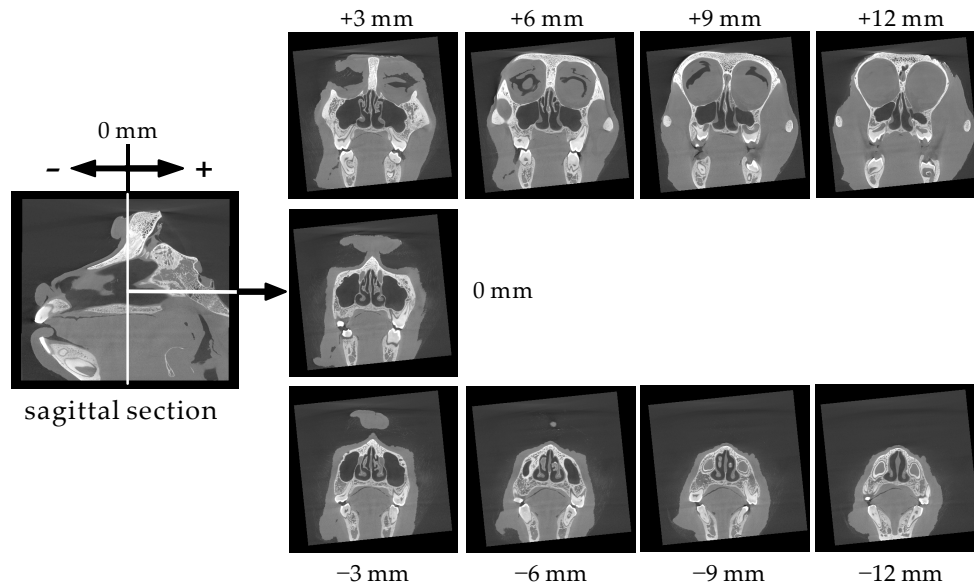 +3 mm
+6 mm
+9 mm
+12 mm
0 mm
– +
0 mm
sagittal section
−3 mm
−6 mm
−9 mm
−12 mm